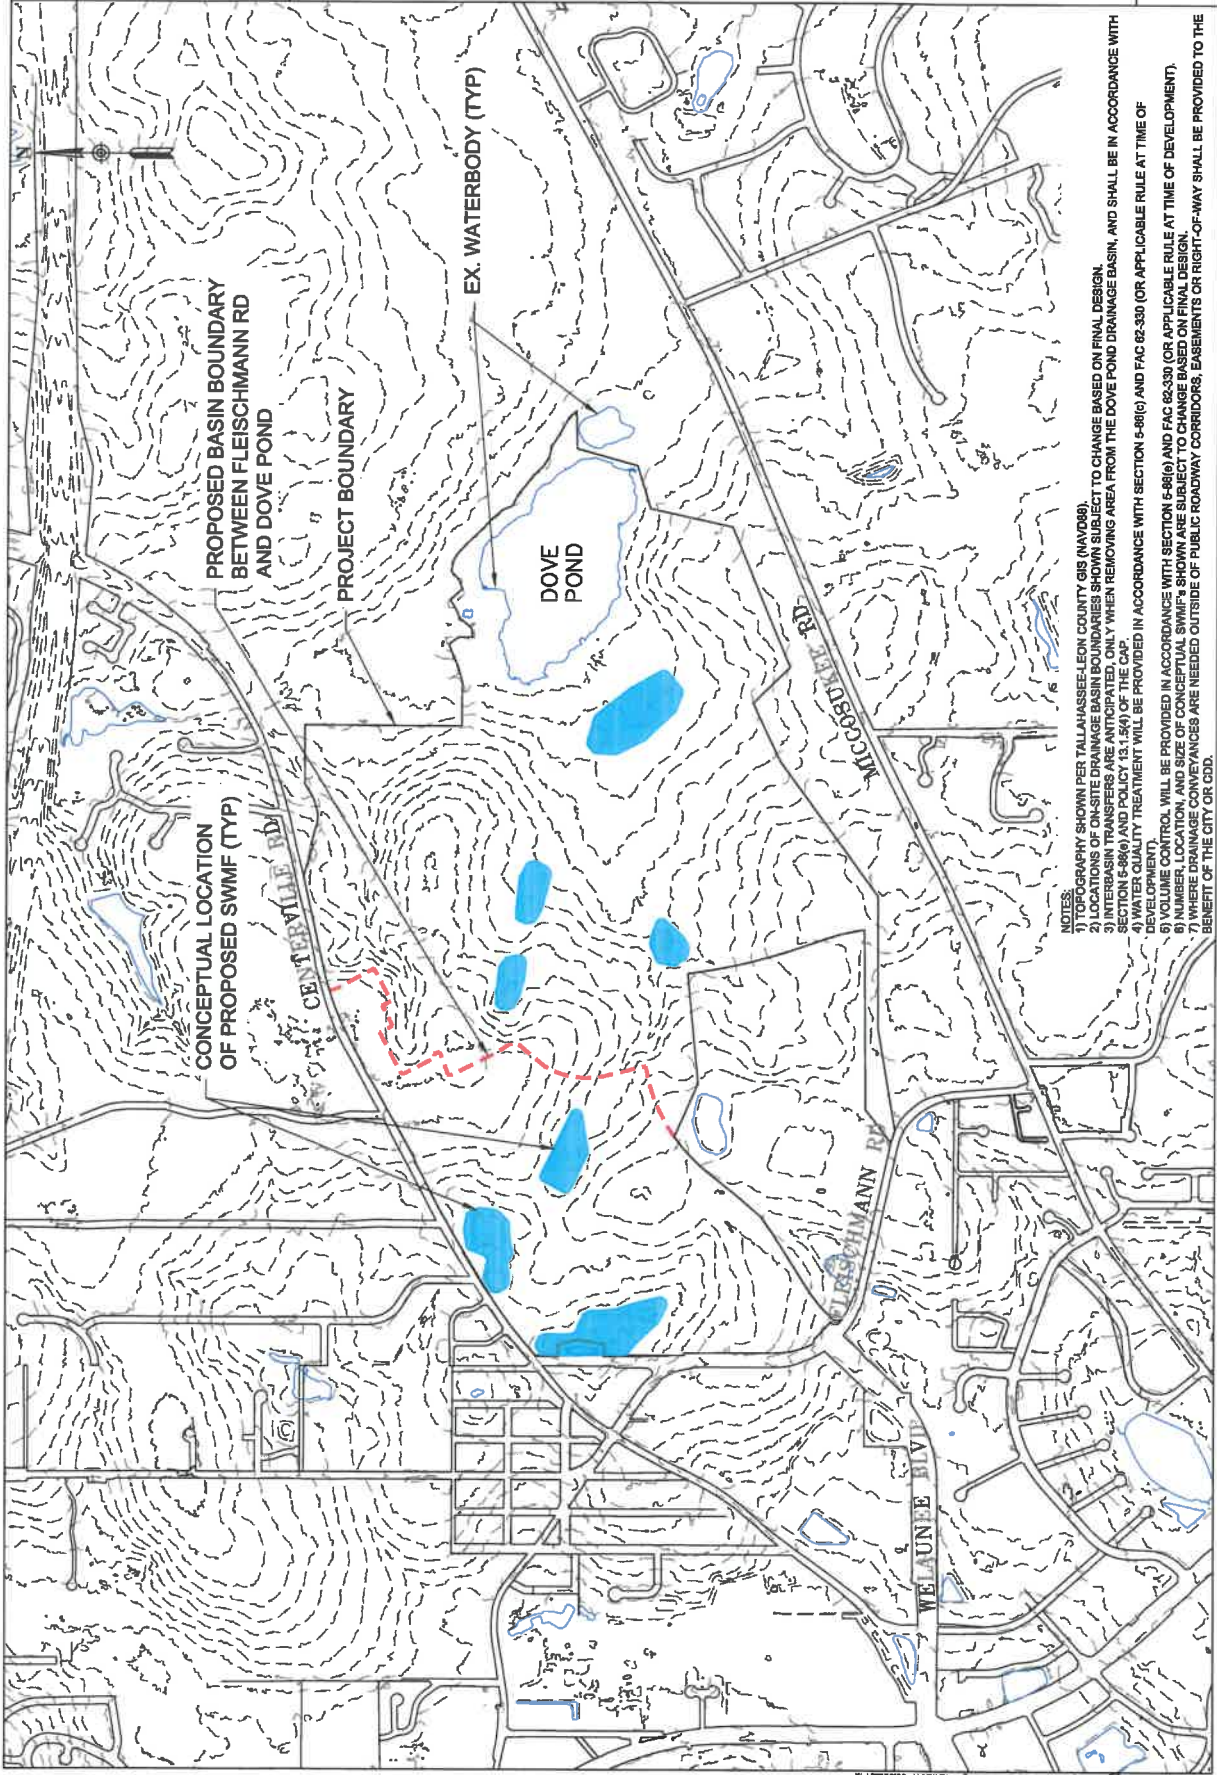 N
PROPOSED BASIN BOUNDARY
BETWEEN FLEISCHMANN RD
AND DOVE POND
PROJECT BOUNDARY
EX. WATERBODY (TYP)
CONCEPTUAL LOCATION
OF PROPOSED SWMF (TYP)
CENTERVILLE RD
DOVE
POND
MICCOSUKEE RD
FLEISCHMANN RD
WELAUNEE BLVD
NOTES:
1) TOPOGRAPHY SHOWN PER TALLAHASSEE-LEON COUNTY GIS (NAVD88).
2) LOCATIONS OF ON-SITE DRAINAGE BASIN BOUNDARIES SHOWN SUBJECT TO CHANGE BASED ON FINAL DESIGN.
3) INTERBASIN TRANSFERS ARE ANTICIPATED, ONLY WHEN REMOVING AREA FROM THE DOVE POND DRAINAGE BASIN, AND SHALL BE IN ACCORDANCE WITH
SECTION 5-86(e) AND POLICY 13.1.5(4) OF THE CAP.
4) WATER QUALITY TREATMENT WILL BE PROVIDED IN ACCORDANCE WITH SECTION 5-86(c) AND FAC 62-330 (OR APPLICABLE RULE AT TIME OF
DEVELOPMENT).
5) VOLUME CONTROL WILL BE PROVIDED IN ACCORDANCE WITH SECTION 5-86(e) AND FAC 62-330 (OR APPLICABLE RULE AT TIME OF DEVELOPMENT).
6) NUMBER, LOCATION, AND SIZE OF CONCEPTUAL SWMF's SHOWN ARE SUBJECT TO CHANGE BASED ON FINAL DESIGN.
7) WHERE DRAINAGE CONVEYANCES ARE NEEDED OUTSIDE OF PUBLIC ROADWAY CORRIDORS, EASEMENTS OR RIGHT-OF-WAY SHALL BE PROVIDED TO THE
BENEFIT OF THE CITY OR CDD.